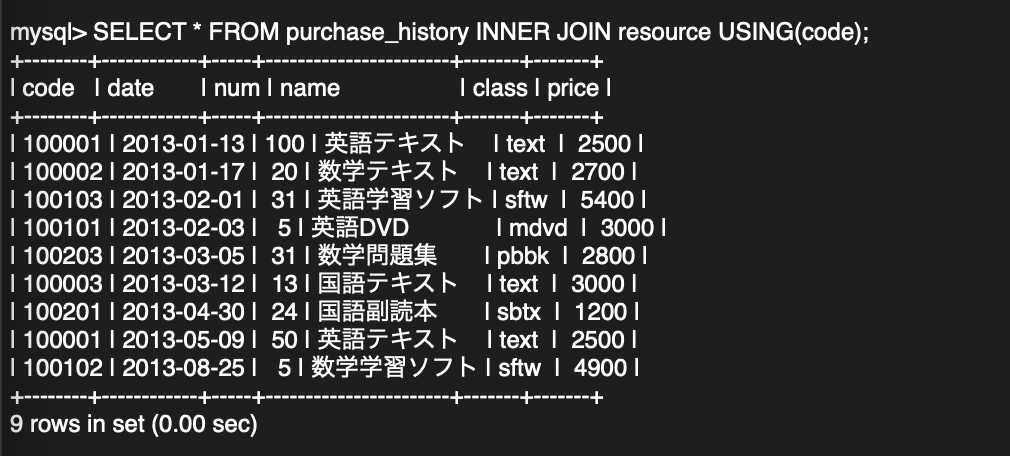 mysql> SELECT * FROM purchase_history INNER JOIN resource USING(code);
+--------+------------+-----+-----------------------+-------+-------+
| code   | date       | num | name                  | class | price |
+--------+------------+-----+-----------------------+-------+-------+
| 100001 | 2013-01-13 | 100 | 英語テキスト    | text  |  2500 |
| 100002 | 2013-01-17 |  20 | 数学テキスト    | text  |  2700 |
| 100103 | 2013-02-01 |  31 | 英語学習ソフト | sftw  |  5400 |
| 100101 | 2013-02-03 |   5 | 英語DVD             | mdvd  |  3000 |
| 100203 | 2013-03-05 |  31 | 数学問題集       | pbbk  |  2800 |
| 100003 | 2013-03-12 |  13 | 国語テキスト    | text  |  3000 |
| 100201 | 2013-04-30 |  24 | 国語副読本       | sbtx  |  1200 |
| 100001 | 2013-05-09 |  50 | 英語テキスト    | text  |  2500 |
| 100102 | 2013-08-25 |   5 | 数学学習ソフト | sftw  |  4900 |
+--------+------------+-----+-----------------------+-------+-------+
9 rows in set (0.00 sec)